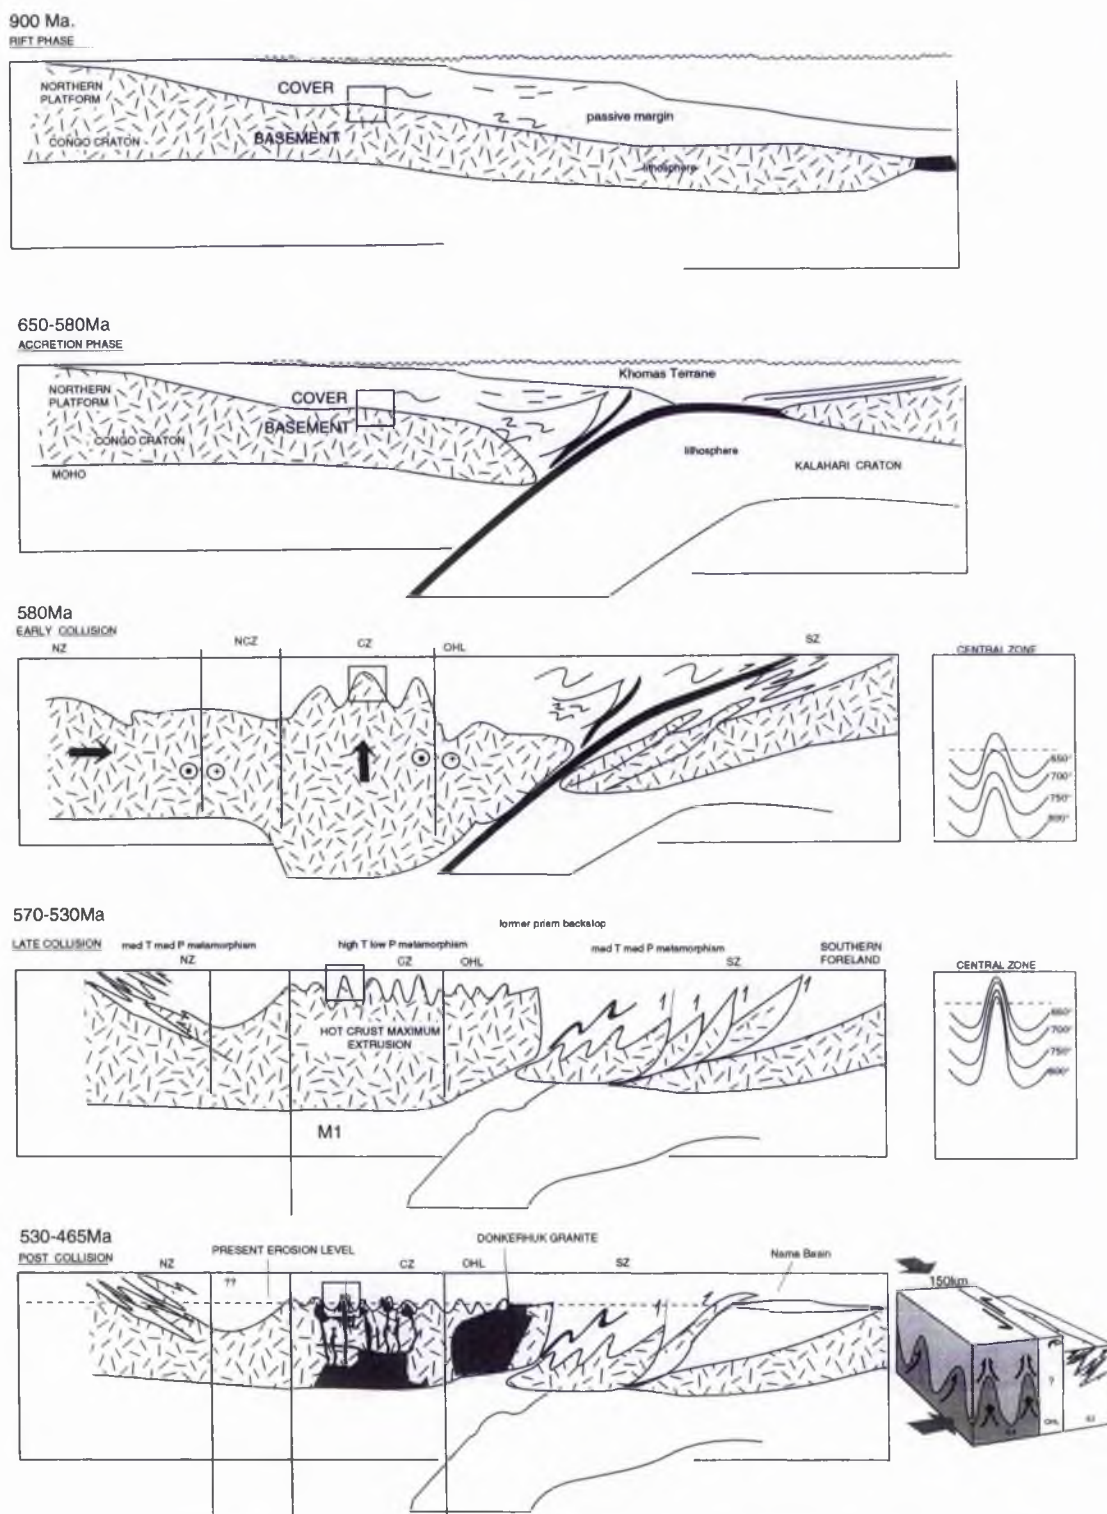 900 Ma.
RIFT PHASE
NORTHERN
PLATFORM
COVER
passive margin
CONGO CRATON
BASEMENT
lithosphere
650-580Ma
ACCRETION PHASE
Khomas Terrane
NORTHERN
PLATFORM
COVER
BASEMENT
CONGO CRATON
lithosphere
KALAHARI CRATON
MOHO
580Ma
EARLY COLLISION
NZ
NCZ
CZ
OHL
SZ
CENTRAL ZONE
650°
700°
750°
800°
570-530Ma
former prism backslop
LATE COLLISION
med T med P metamorphism
high T low P metamorphism
med T med P metamorphism
SOUTHERN
FORELAND
NZ
CZ
OHL
SZ
CENTRAL ZONE
HOT CRUST MAXIMUM
EXTRUSION
650°
700°
750°
800°
M1
530-465Ma
POST COLLISION
NZ
PRESENT EROSION LEVEL
DONKERHUK GRANITE
CZ
OHL
SZ
Nama Basin
??
150km
?
OHL